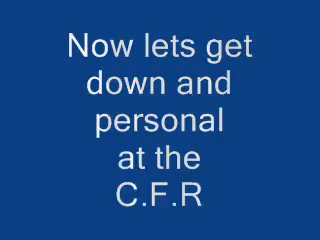 Now lets get
down and
personal
at the
C.F.R